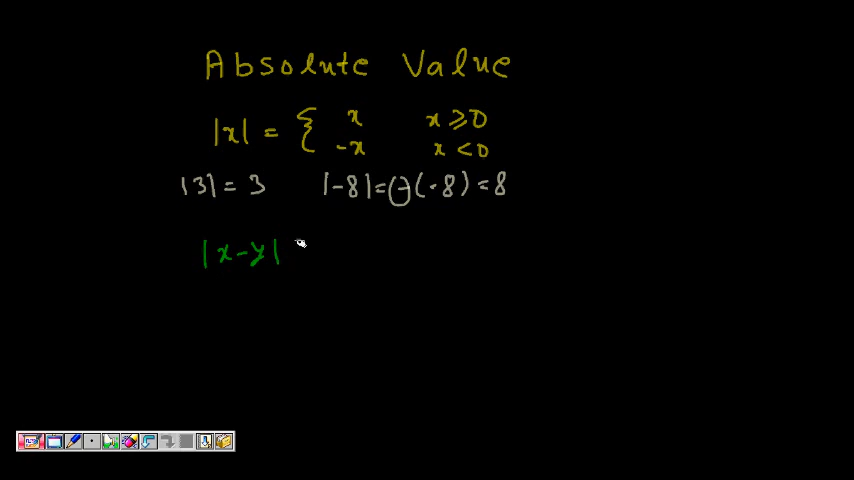 Absolute Value
|x| = { x x ≥ 0
-x x < 0
|3| = 3 |-8| = (-)(-8) = 8
|x-y|